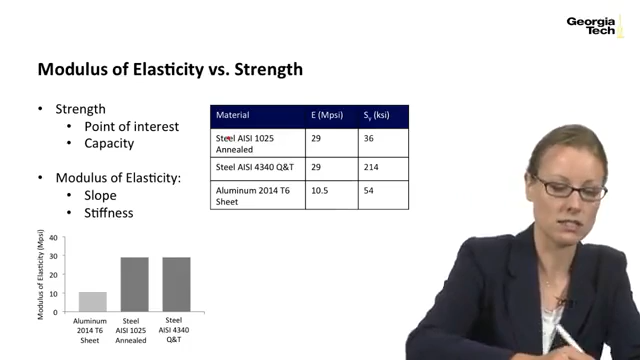 Georgia
Tech
Modulus of Elasticity vs. Strength
• Strength
• Point of interest
• Capacity
• Modulus of Elasticity:
• Slope
• Stiffness
Material E (Mpsi) Sy (ksi)
Steel AISI 1025 29 36
Annealed
Steel AISI 4340 Q&T 29 214
Aluminum 2014 T6 10.5 54
Sheet
Modulus of Elasticity (Mpsi)
40
30
20
10
0
Aluminum Steel Steel
2014 T6 AISI 1025 AISI 4340
Sheet Annealed Q&T